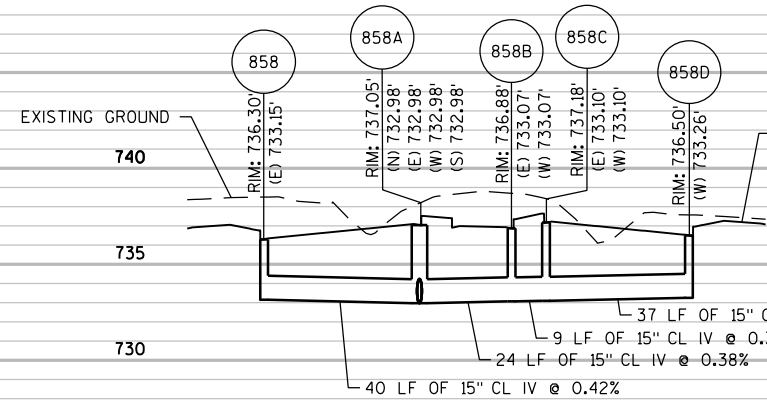 858
858A
858B
858C
858D
EXISTING GROUND
RIM: 736.30'
(E) 733.15'
RIM: 737.05'
(N) 732.98'
(E) 732.98'
(W) 732.98'
(S) 732.98'
RIM: 736.88'
(E) 733.07'
(W) 733.07'
RIM: 737.18'
(E) 733.10'
(W) 733.10'
RIM: 736.50'
(W) 733.26'
740
735
730
37 LF OF 15"
9 LF OF 15" CL IV @
24 LF OF 15" CL IV @ 0.38%
40 LF OF 15" CL IV @ 0.42%